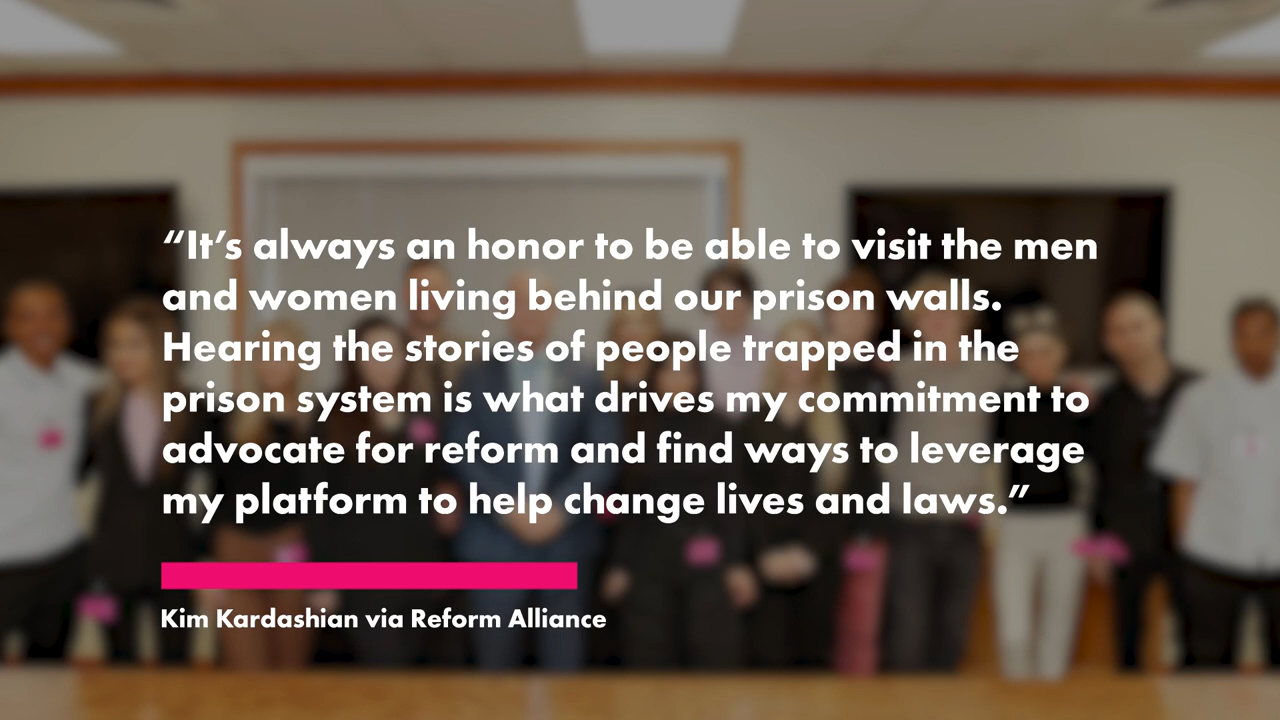 “It’s always an honor to be able to visit the men
and women living behind our prison walls.
Hearing the stories of people trapped in the
prison system is what drives my commitment to
advocate for reform and find ways to leverage
my platform to help change lives and laws.”
Kim Kardashian via Reform Alliance